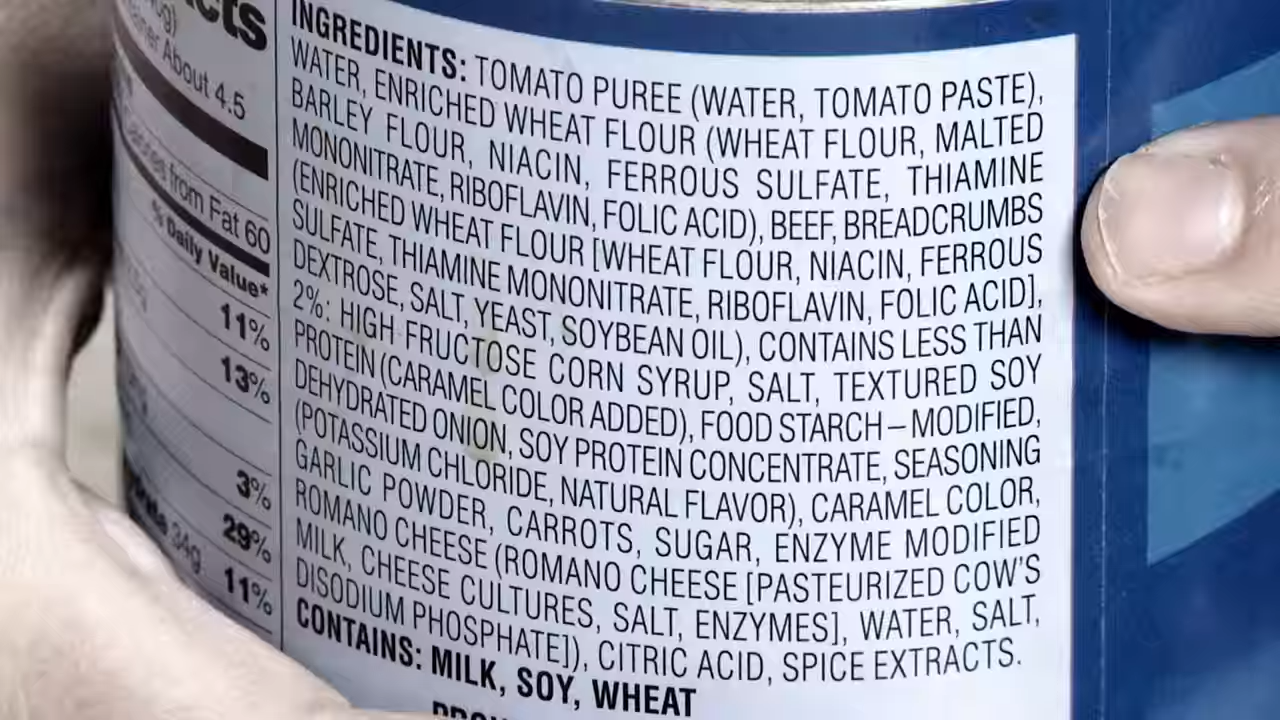 cts
About 4.5
from Fat 60
% Daily Value*
11%
13%
3%
29%
34g
11%
INGREDIENTS: TOMATO PUREE (WATER, TOMATO PASTE),
WATER, ENRICHED WHEAT FLOUR (WHEAT FLOUR, MALTED
BARLEY FLOUR, NIACIN, FERROUS SULFATE, THIAMINE
MONONITRATE, RIBOFLAVIN, FOLIC ACID), BEEF, BREADCRUMBS
(ENRICHED WHEAT FLOUR [WHEAT FLOUR, NIACIN, FERROUS
SULFATE, THIAMINE MONONITRATE, RIBOFLAVIN, FOLIC ACID],
DEXTROSE, SALT, YEAST, SOYBEAN OIL), CONTAINS LESS THAN
2%: HIGH FRUCTOSE CORN SYRUP, SALT, TEXTURED SOY
PROTEIN (CARAMEL COLOR ADDED), FOOD STARCH – MODIFIED,
DEHYDRATED ONION, SOY PROTEIN CONCENTRATE, SEASONING
(POTASSIUM CHLORIDE, NATURAL FLAVOR), CARAMEL COLOR,
GARLIC POWDER, CARROTS, SUGAR, ENZYME MODIFIED
ROMANO CHEESE (ROMANO CHEESE [PASTEURIZED COW'S
MILK, CHEESE CULTURES, SALT, ENZYMES], WATER, SALT,
DISODIUM PHOSPHATE]), CITRIC ACID, SPICE EXTRACTS.
CONTAINS: MILK, SOY, WHEAT